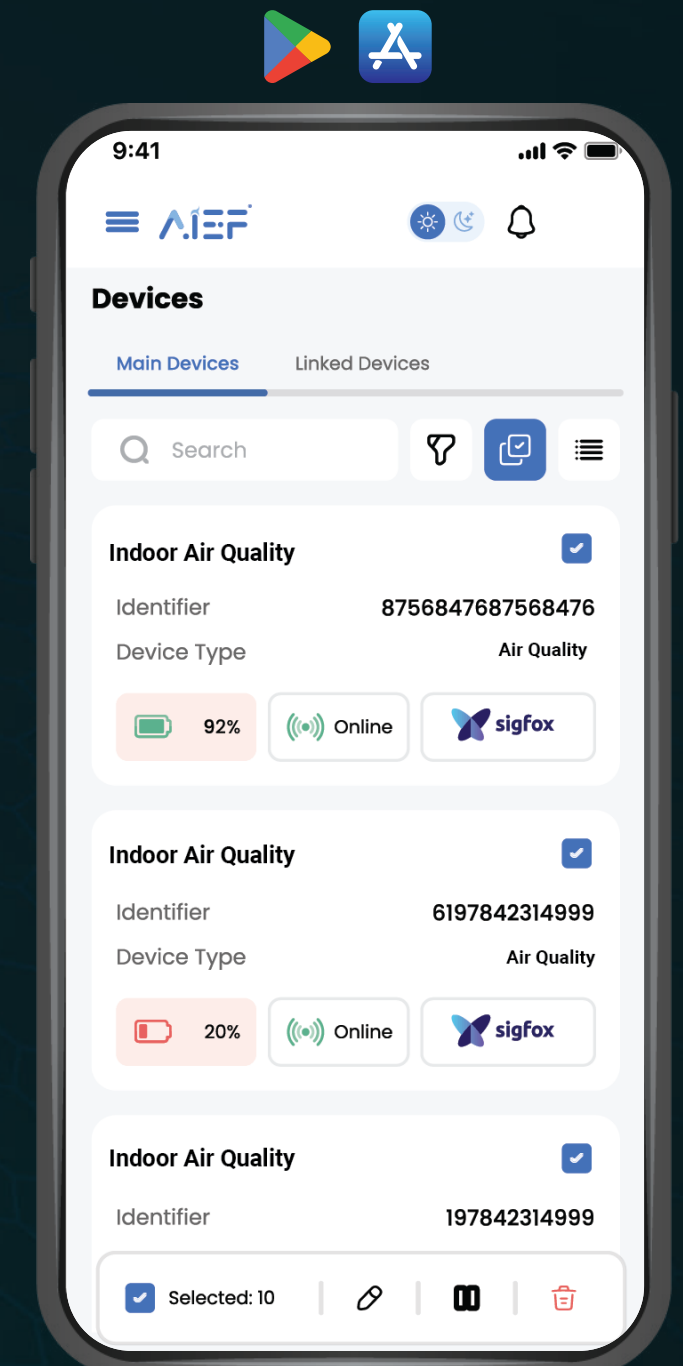 9:41
AIEF
Devices
Main Devices Linked Devices
Search
Indoor Air Quality
Identifier 8756847687568476
Device Type Air Quality
92% Online sigfox
Indoor Air Quality
Identifier 6197842314999
Device Type Air Quality
20% Online sigfox
Indoor Air Quality
Identifier 197842314999
Selected: 10